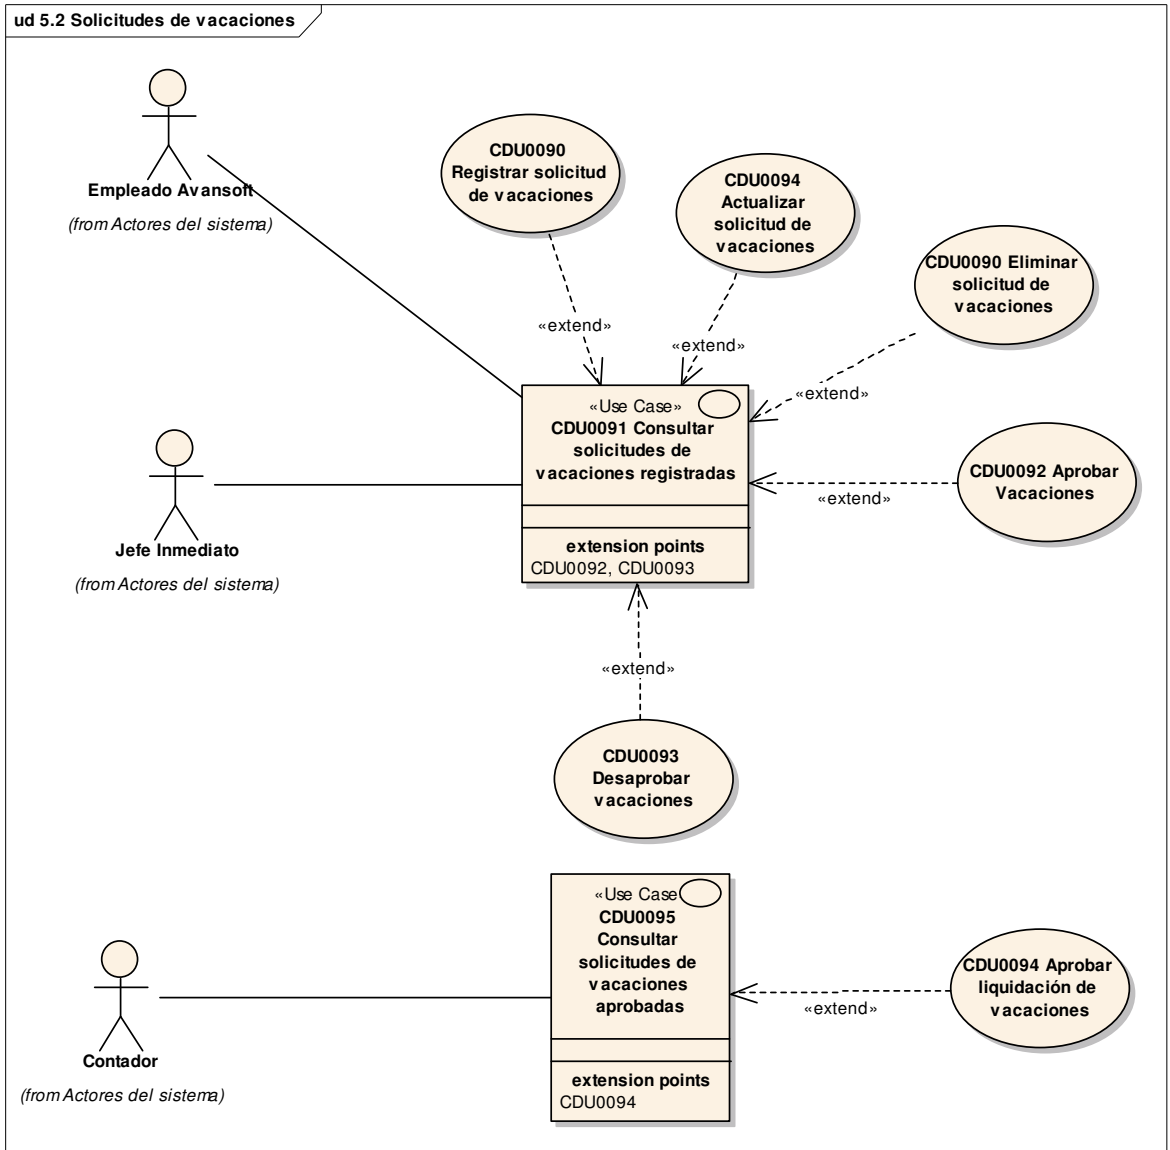 ud 5.2 Solicitudes de vacaciones
Empleado Avansoft
(from Actores del sistema)
CDU0090
Registrar solicitud
de vacaciones
CDU0094
Actualizar
solicitud de
vacaciones
CDU0090 Eliminar
solicitud de
vacaciones
«extend»
«extend»
«extend»
«Use Case»
CDU0091 Consultar
solicitudes de
vacaciones registradas
extension points
CDU0092, CDU0093
Jefe Inmediato
(from Actores del sistema)
CDU0092 Aprobar
Vacaciones
«extend»
«extend»
CDU0093
Desaprobar
vacaciones
«Use Case
CDU0095
Consultar
solicitudes de
vacaciones
aprobadas
extension points
CDU0094
CDU0094 Aprobar
liquidación de
vacaciones
«extend»
Contador
(from Actores del sistema)